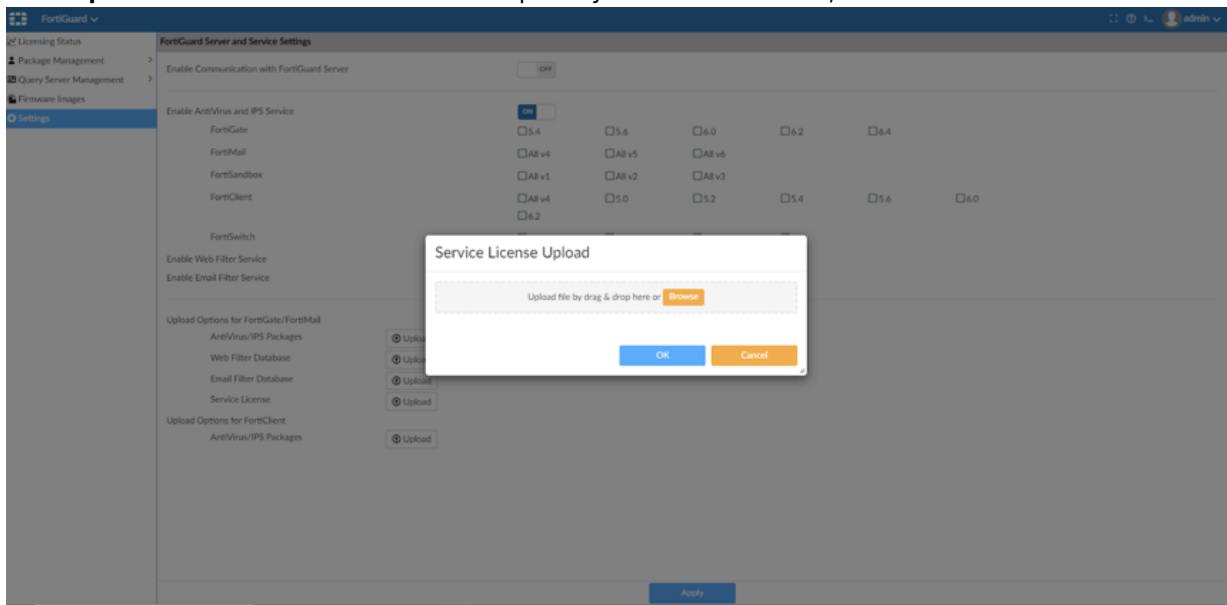 FortiGuard
admin
Licensing Status
Package Management
Query Server Management
Firmware Images
Settings
FortiGuard Server and Service Settings
Enable Communication with FortiGuard Server OFF
Enable AntiVirus and IPS Service ON
FortiGate 5.4 5.6 6.0 6.2 6.4
FortiMail All v4 All v5 All v6
FortiSandbox All v1 All v2 All v3
FortiClient All v4 5.0 5.2 5.4 5.6 6.0
6.2
FortiSwitch
Enable Web Filter Service
Enable Email Filter Service
Service License Upload
Upload file by drag & drop here or Browse
OK Cancel
Upload Options for FortiGate/FortiMail
AntiVirus/IPS Packages
Web Filter Database
Email Filter Database Upload
Service License Upload
Upload Options for FortiClient
AntiVirus/IPS Packages Upload
Apply